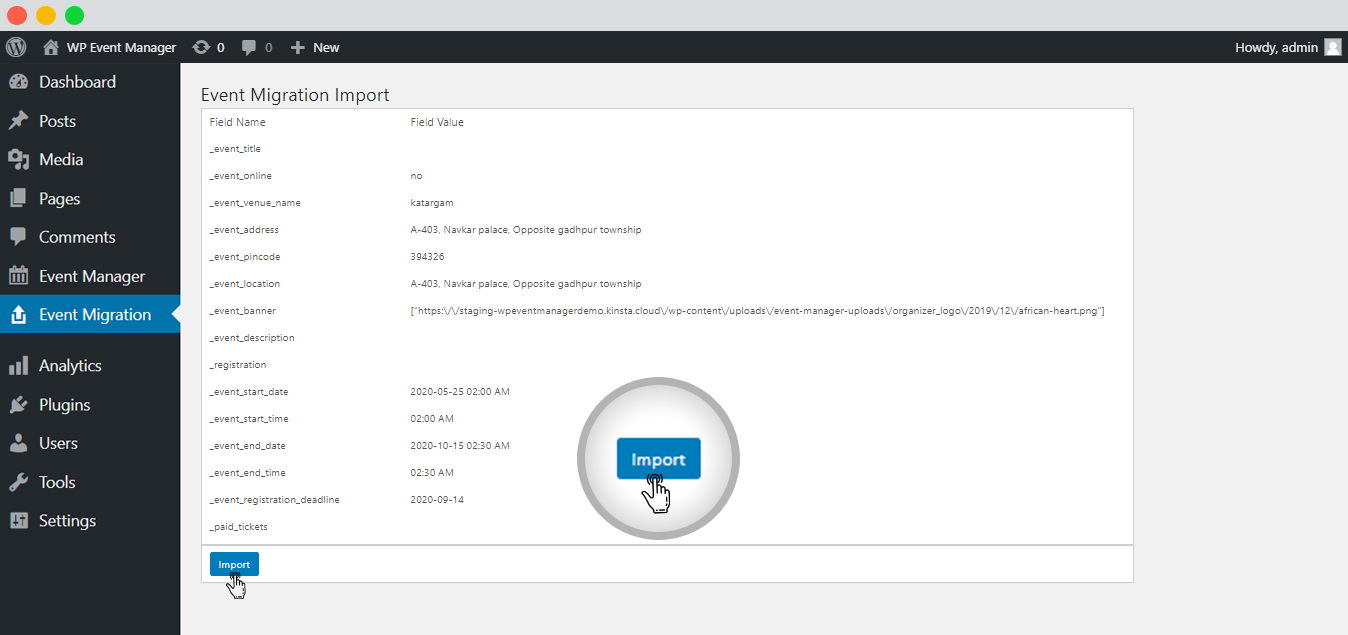 WP Event Manager 0 0 New Howdy, admin
Dashboard
Posts
Media
Pages
Comments
Event Manager
Event Migration
Analytics
Plugins
Users
Tools
Settings
Event Migration Import
Field Name Field Value
_event_title
_event_online no
_event_venue_name katargam
_event_address A-403, Navkar palace, Opposite gadhpur township
_event_pincode 394326
_event_location A-403, Navkar palace, Opposite gadhpur township
_event_banner ["https:\/\/staging-wpeventmanagerdemo.kinsta.cloud\/wp-content\/uploads\/event-manager-uploads\/organizer_logo\/2019\/12\/african-heart.png"]
_event_description
_registration
_event_start_date 2020-05-25 02:00 AM
_event_start_time 02:00 AM
_event_end_date 2020-10-15 02:30 AM
_event_end_time 02:30 AM
_event_registration_deadline 2020-09-14
_paid_tickets
Import
Import